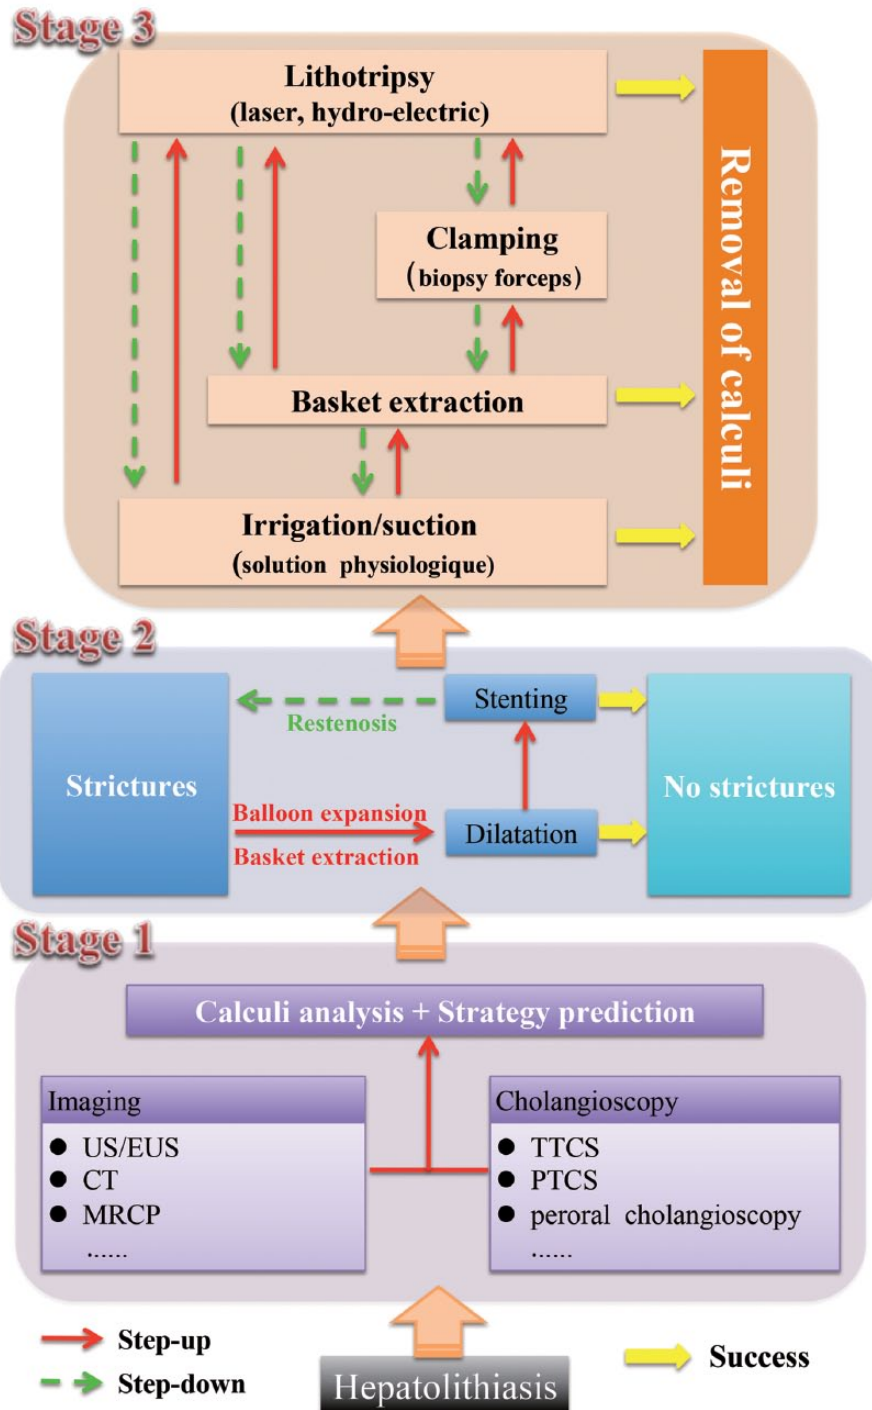 Stage 3
Lithotripsy
(laser, hydro-electric)
Clamping
(biopsy forceps)
Basket extraction
Irrigation/suction
(solution physiologique)
Removal of calculi
Stage 2
Strictures
Restenosis
Stenting
Balloon expansion
Basket extraction
Dilatation
No strictures
Stage 1
Calculi analysis + Strategy prediction
Imaging
● US/EUS
● CT
● MRCP
......
Cholangioscopy
● TTCS
● PTCS
● peroral cholangioscopy
......
Step-up
Step-down
Hepatolithiasis
Success